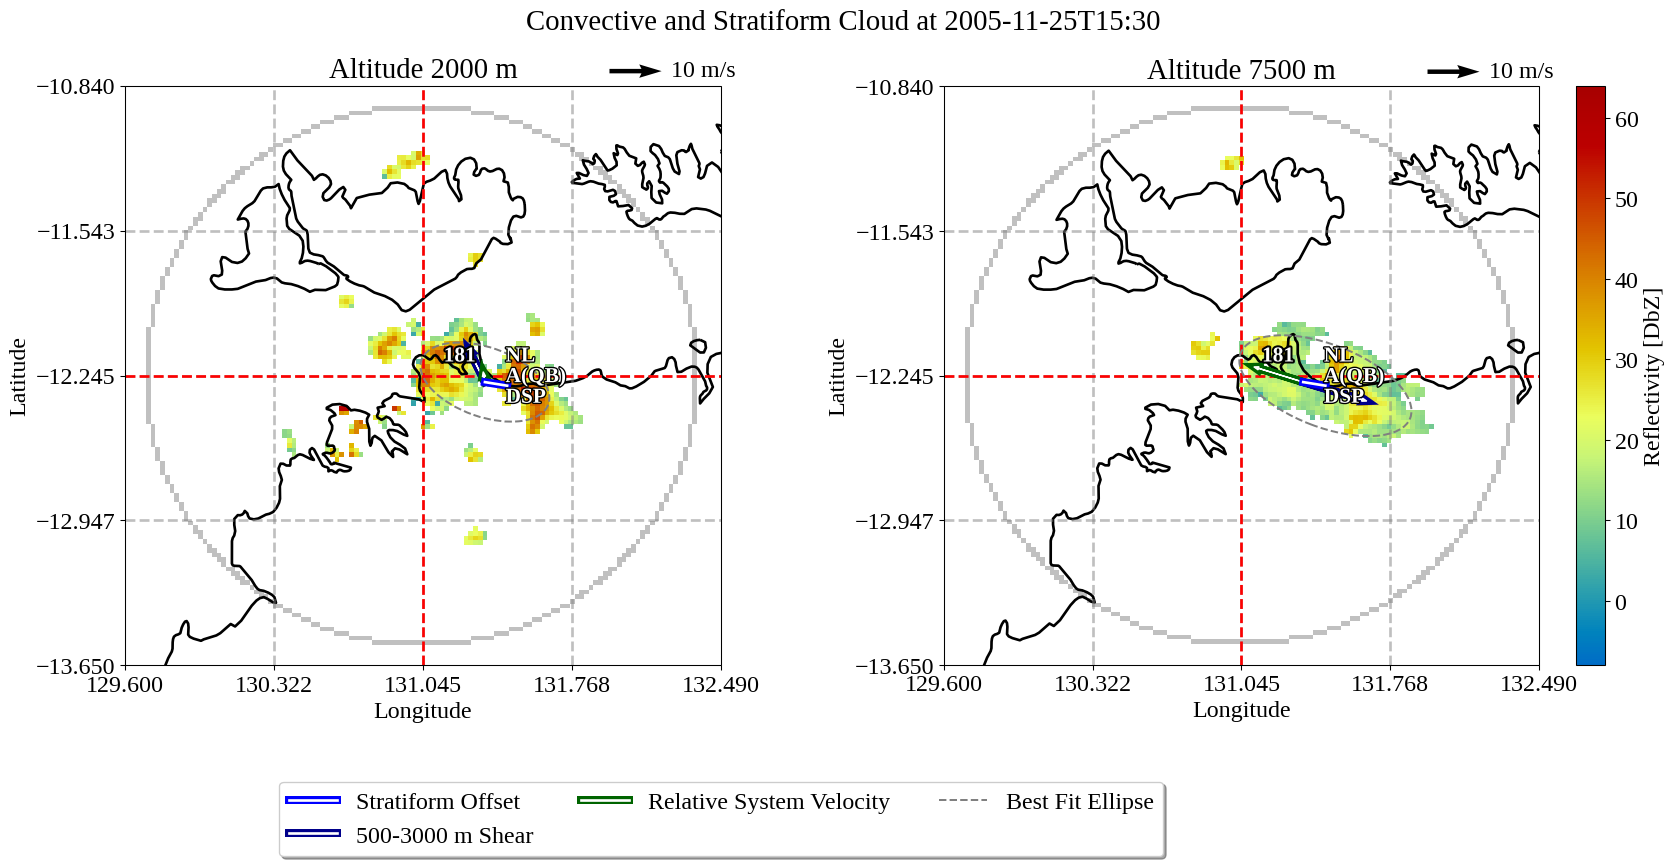 Convective and Stratiform Cloud at 2005-11-25T15:30
Altitude 2000 m
10 m/s
−10.840
−11.543
−12.245
−12.947
−13.650
Latitude
129.600
130.322
131.045
131.768
132.490
Longitude
181
NL
A(QB)
DSP
Altitude 7500 m
10 m/s
−10.840
−11.543
−12.245
−12.947
−13.650
Latitude
129.600
130.322
131.045
131.768
132.490
Longitude
181
NL
A(QB)
DSP
60
50
40
30
20
10
0
Reflectivity [DbZ]
Stratiform Offset
500-3000 m Shear
Relative System Velocity
Best Fit Ellipse